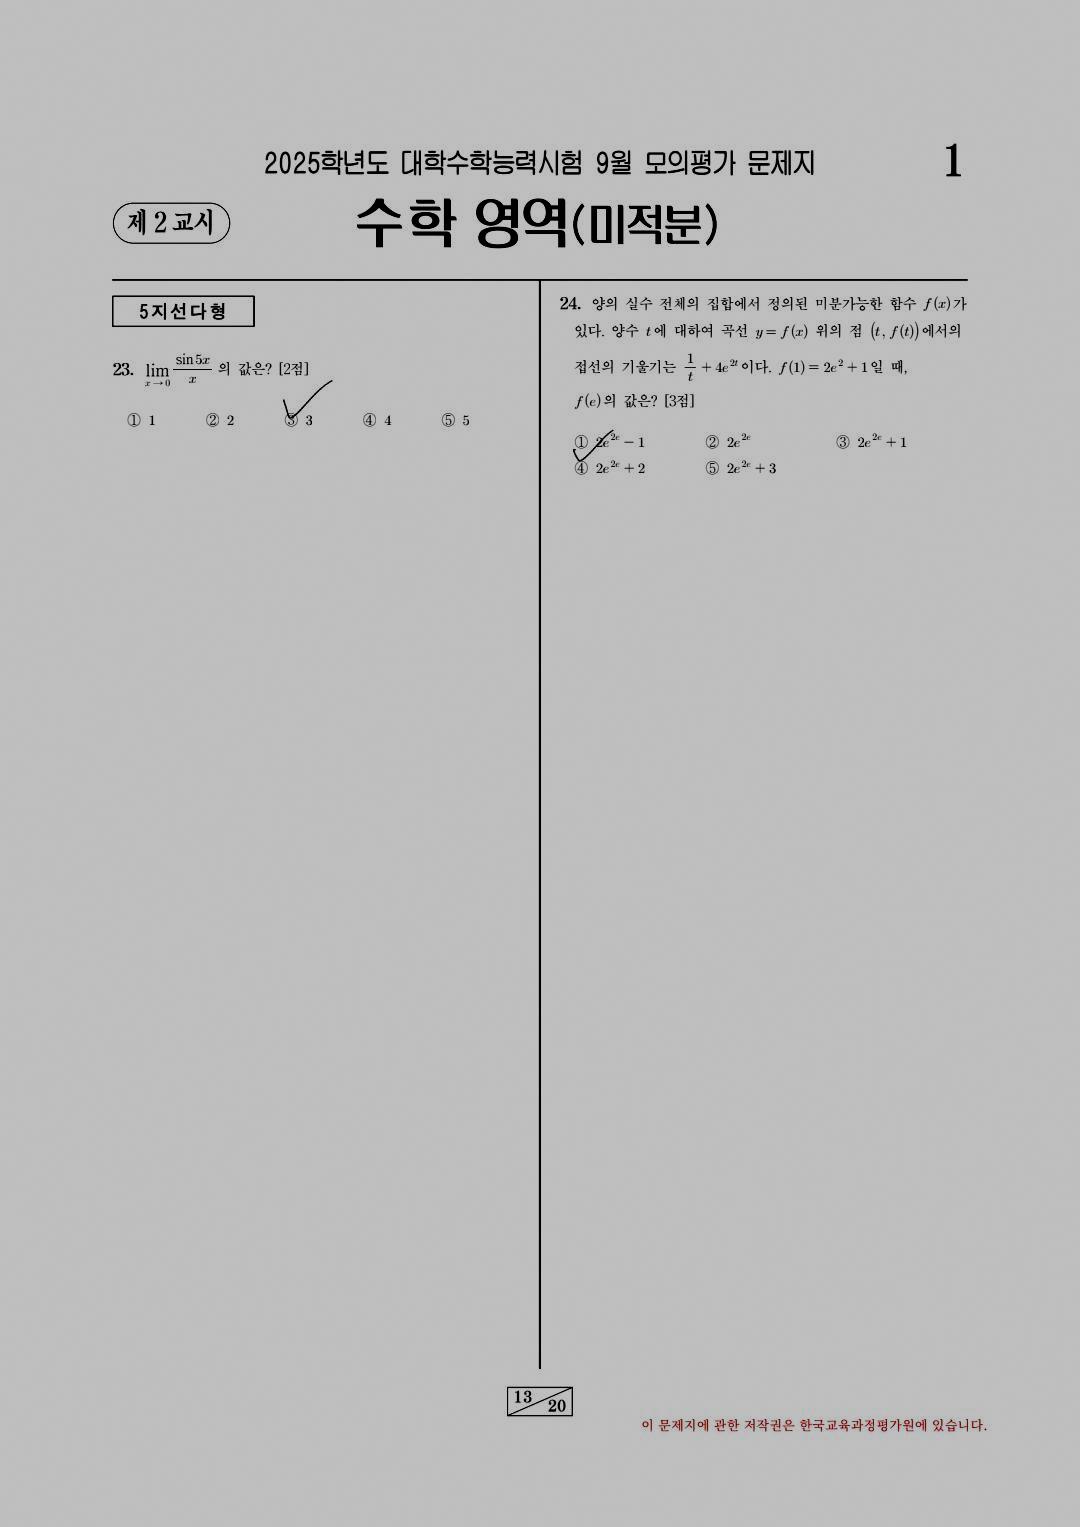 2025학년도 대학수학능력시험 9월 모의평가 문제지
1
제 2 교시
수학 영역(미적분)
5지선다형
23. lim_{x→0} \frac{sin 5x}{x} 의 값은? [2점]
① 1 ② 2 ③ 3 ④ 4 ⑤ 5
24. 양의 실수 전체의 집합에서 정의된 미분가능한 함수 f(x)가
있다. 양수 t에 대하여 곡선 y = f(x) 위의 점 (t, f(t))에서의
접선의 기울기는 \frac{1}{t} + 4e^{2t}이다. f(1) = 2e^2 + 1일 때,
f(e)의 값은? [3점]
① 2e^{2e} − 1 ② 2e^{2e} ③ 2e^{2e} + 1
④ 2e^{2e} + 2 ⑤ 2e^{2e} + 3
13
20
이 문제지에 관한 저작권은 한국교육과정평가원에 있습니다.